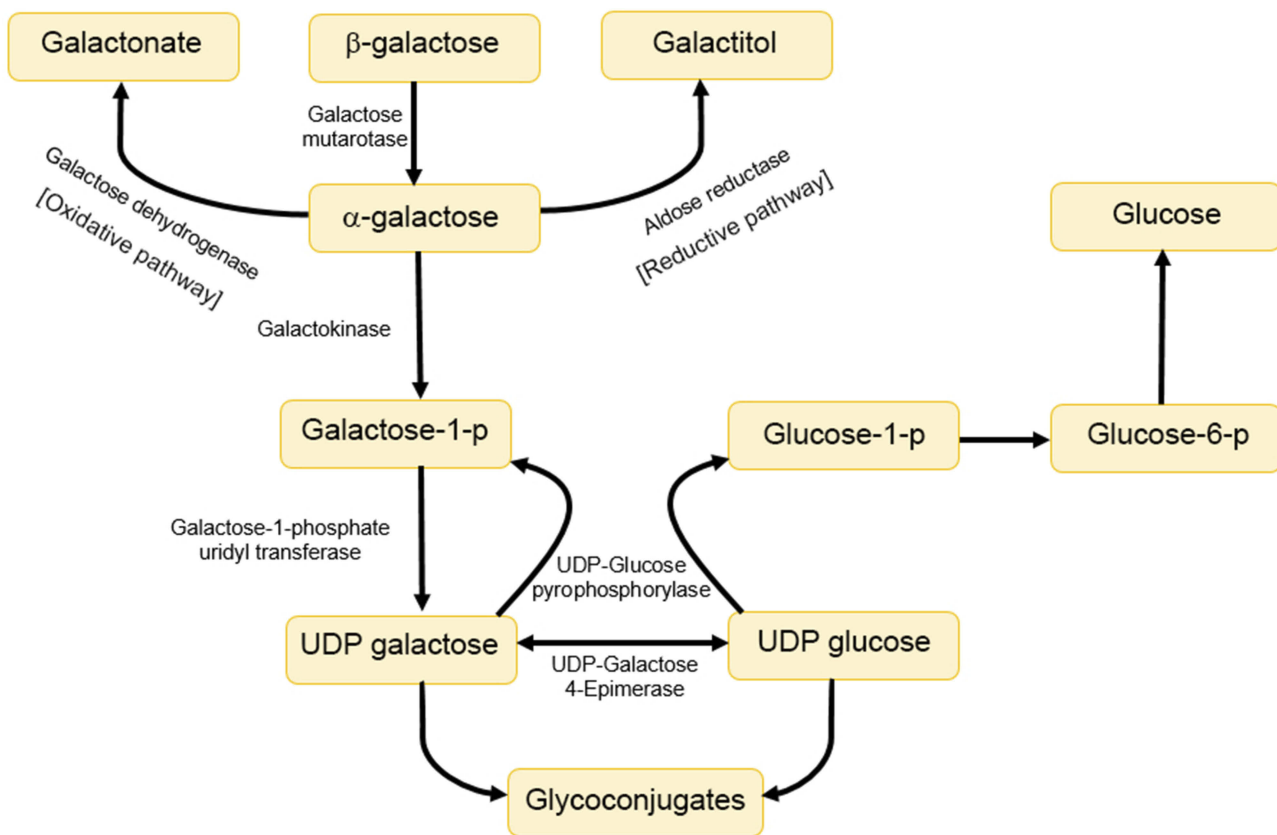 Galactonate
β-galactose
Galactitol
Galactose
mutarotase
Galactose dehydrogenase
[Oxidative pathway]
Aldose reductase
[Reductive pathway]
α-galactose
Glucose
Galactokinase
Galactose-1-p
Glucose-1-p
Glucose-6-p
Galactose-1-phosphate
uridyl transferase
UDP-Glucose
pyrophosphorylase
UDP galactose
UDP glucose
UDP-Galactose
4-Epimerase
Glycoconjugates